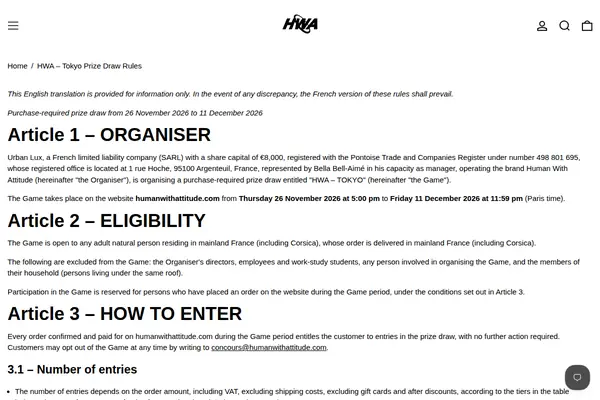 HWA
Home / HWA – Tokyo Prize Draw Rules
This English translation is provided for information only. In the event of any discrepancy, the French version of these rules shall prevail.
Purchase-required prize draw from 26 November 2026 to 11 December 2026
Article 1 – ORGANISER
Urban Lux, a French limited liability company (SARL) with a share capital of €8,000, registered with the Pontoise Trade and Companies Register under number 498 801 695,
whose registered office is located at 1 rue Hoche, 95100 Argenteuil, France, represented by Bella Bell-Aimé in his capacity as manager, operating the brand Human With
Attitude (hereinafter "the Organiser"), is organising a purchase-required prize draw entitled "HWA – TOKYO" (hereinafter "the Game").
The Game takes place on the website humanwithattitude.com from Thursday 26 November 2026 at 5:00 pm to Friday 11 December 2026 at 11:59 pm (Paris time).
Article 2 – ELIGIBILITY
The Game is open to any adult natural person residing in mainland France (including Corsica), whose order is delivered in mainland France (including Corsica).
The following are excluded from the Game: the Organiser's directors, employees and work-study students, any person involved in organising the Game, and the members of
their household (persons living under the same roof).
Participation in the Game is reserved for persons who have placed an order on the website during the Game period, under the conditions set out in Article 3.
Article 3 – HOW TO ENTER
Every order confirmed and paid for on humanwithattitude.com during the Game period entitles the customer to entries in the prize draw, with no further action required.
Customers may opt out of the Game at any time by writing to concours@humanwithattitude.com.
3.1 – Number of entries
• The number of entries depends on the order amount, including VAT, excluding shipping costs, excluding gift cards and after discounts, according to the tiers in the table